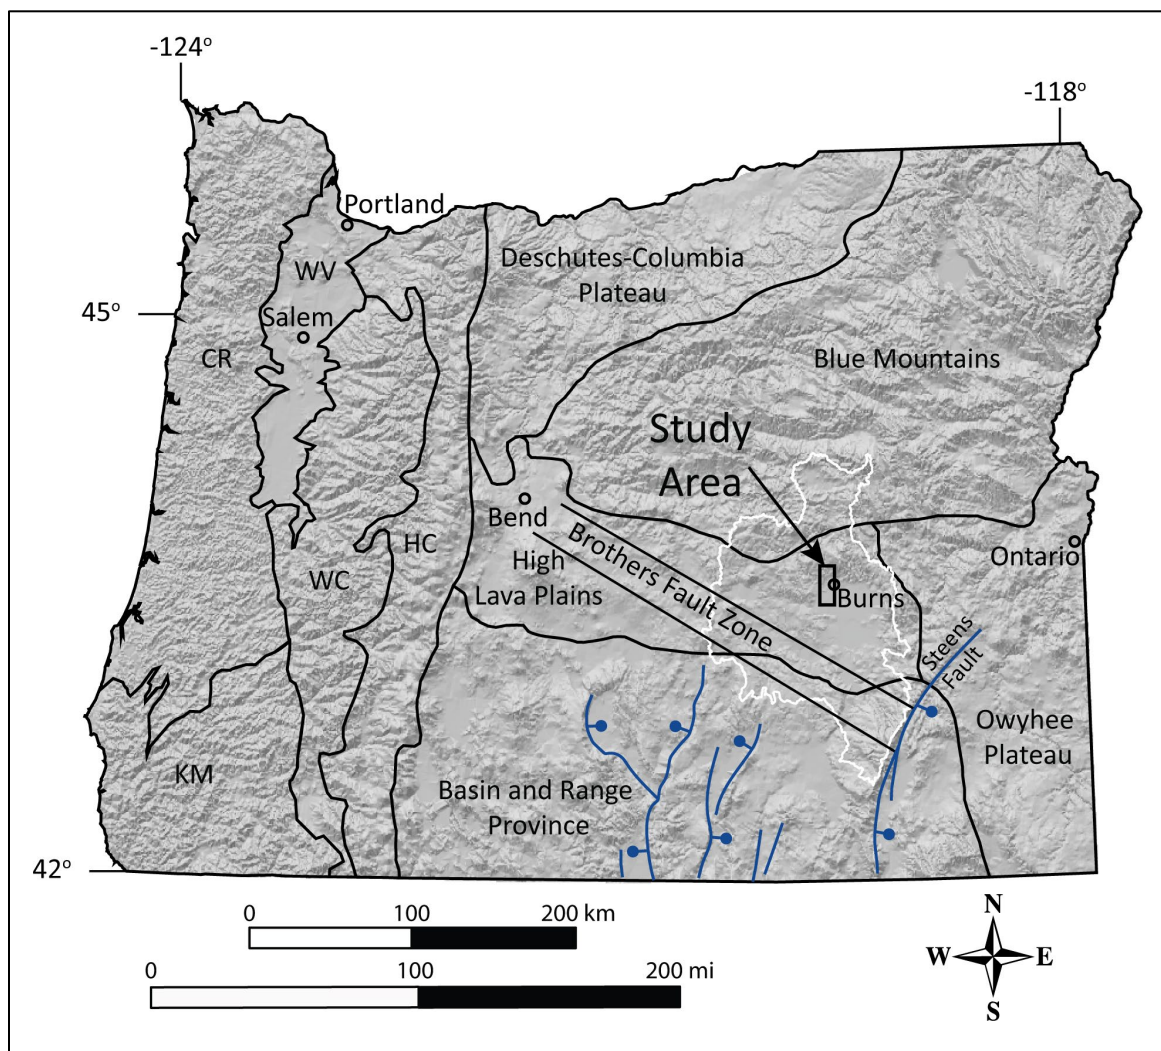 -124°
-118°
Portland
Deschutes-Columbia
Plateau
WV
45°
Salem
CR
Blue Mountains
Study
Area
Bend
HC
Brothers Fault Zone
Ontario
High
Lava Plains
WC
Burns
Steens
Fault
Owyhee
Plateau
KM
Basin and Range
Province
42°
0 100 200 km
0 100 200 mi
N
W E
S